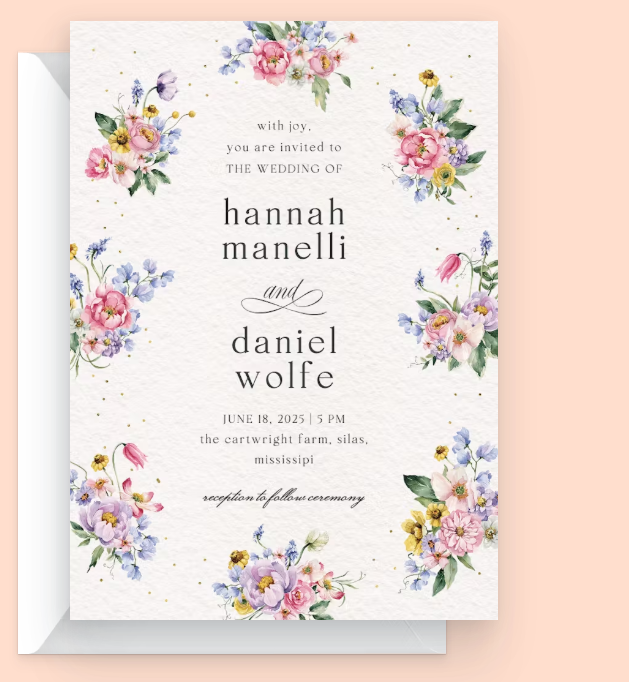 with joy,
you are invited to
THE WEDDING OF
hannah
manelli
and
daniel
wolfe
JUNE 18, 2025 | 5 PM
the cartwright farm, silas,
mississipi
reception to follow ceremony